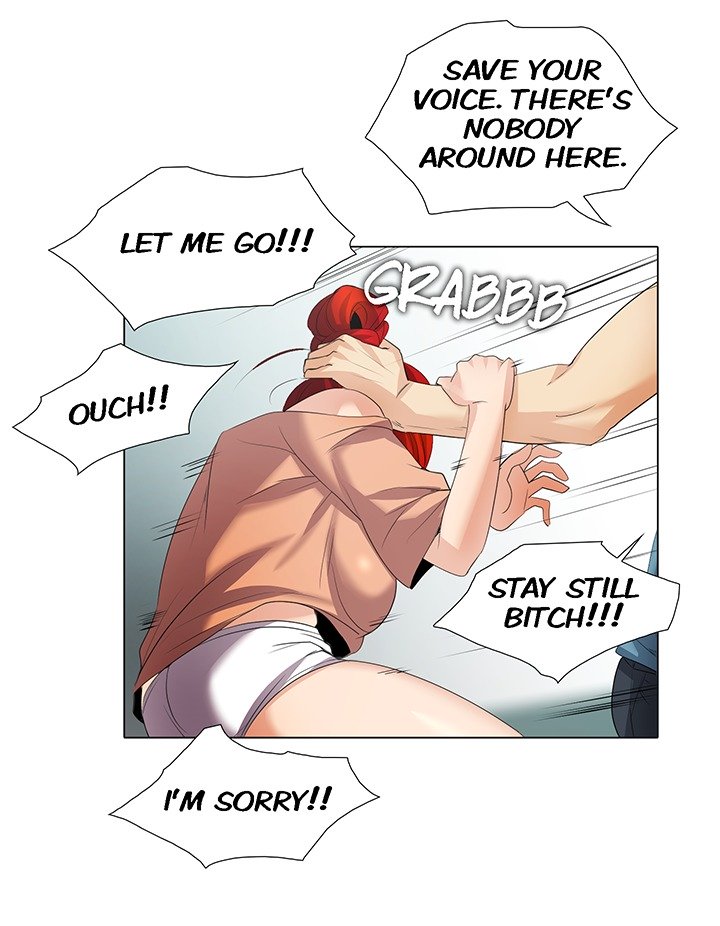 SAVE YOUR
VOICE. THERE'S
NOBODY
AROUND HERE.
LET ME GO!!!
GRABBB
OUCH!!
STAY STILL
BITCH!!!
I'M SORRY!!